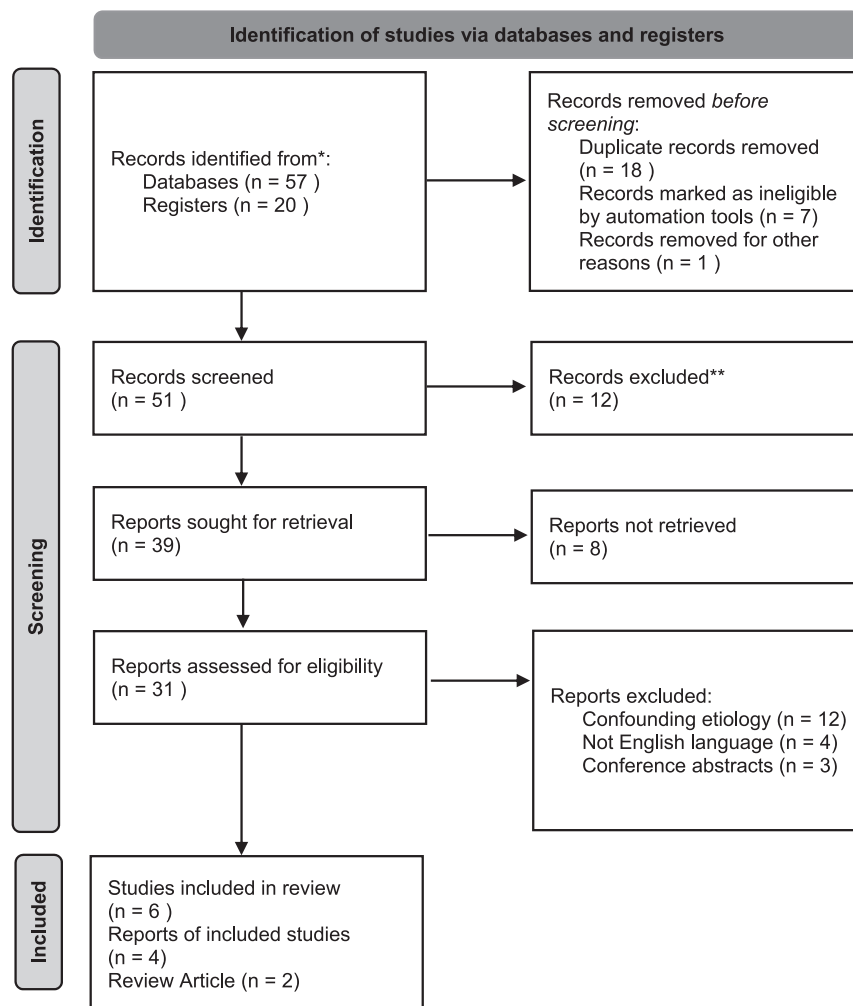 Identification of studies via databases and registers
Identification
Records identified from*:
Databases (n = 57 )
Registers (n = 20 )
Records removed before
screening:
Duplicate records removed
(n = 18 )
Records marked as ineligible
by automation tools (n = 7)
Records removed for other
reasons (n = 1 )
Screening
Records screened
(n = 51 )
Records excluded**
(n = 12)
Reports sought for retrieval
(n = 39)
Reports not retrieved
(n = 8)
Reports assessed for eligibility
(n = 31 )
Reports excluded:
Confounding etiology (n = 12)
Not English language (n = 4)
Conference abstracts (n = 3)
Included
Studies included in review
(n = 6 )
Reports of included studies
(n = 4)
Review Article (n = 2)